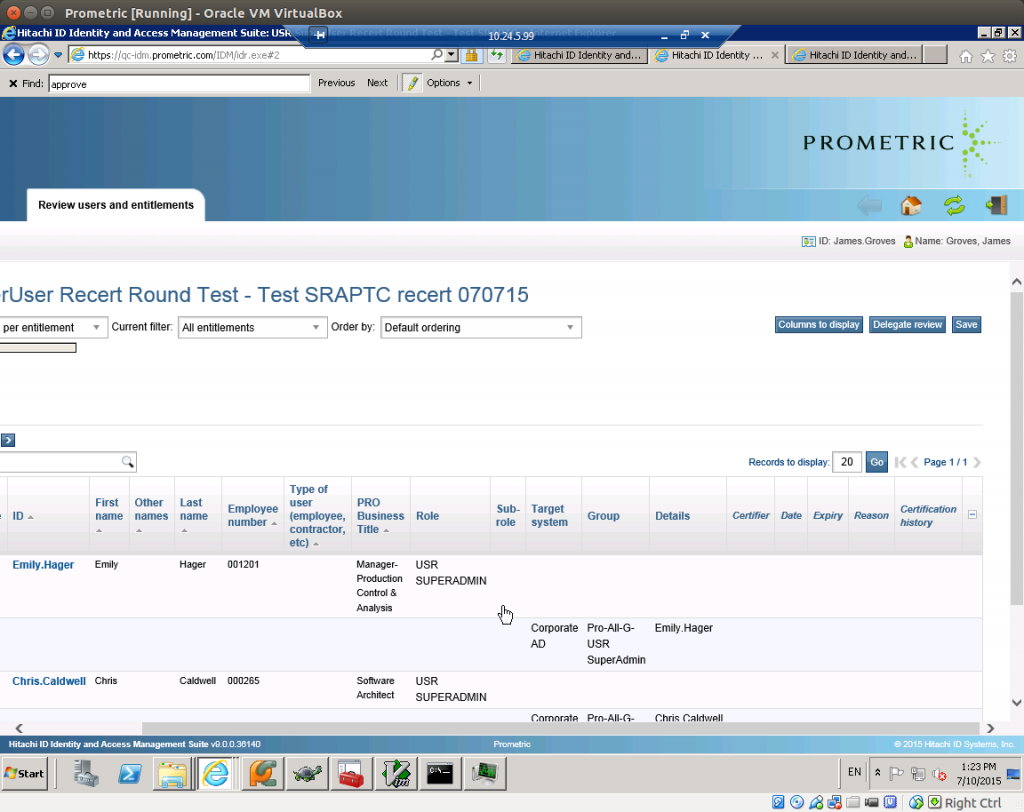 Prometric [Running] - Oracle VM VirtualBox
Hitachi ID Identity and Access Management Suite: USR
10.24.5.99
https://qc-idm.prometric.com/IDM/idr.exe#2
Hitachi ID Identity and...
Hitachi ID Identity ...
Hitachi ID Identity and...
Find: approve
Previous Next Options
PROMETRIC
Review users and entitlements
ID: James.Groves Name: Groves, James
rUser Recert Round Test - Test SRAPTC recert 070715
per entitlement Current filter: All entitlements Order by: Default ordering
Columns to display Delegate review Save
Records to display: 20 Go Page 1 / 1
ID
First name
Other names
Last name
Employee number
Type of user (employee, contractor, etc)
PRO Business Title
Role
Sub-role
Target system
Group
Details
Certifier
Date
Expiry
Reason
Certification history
Emily.Hager Emily Hager 001201 Manager-Production Control & Analysis USR SUPERADMIN
Corporate AD Pro-All-G-USR SuperAdmin Emily.Hager
Chris.Caldwell Chris Caldwell 000265 Software Architect USR SUPERADMIN
Corporate Pro-All-G- Chris.Caldwell
Hitachi ID Identity and Access Management Suite v9.0.0.36140
Prometric
© 2015 Hitachi ID Systems, Inc.
Start
EN
1:23 PM
7/10/2015
Right Ctrl